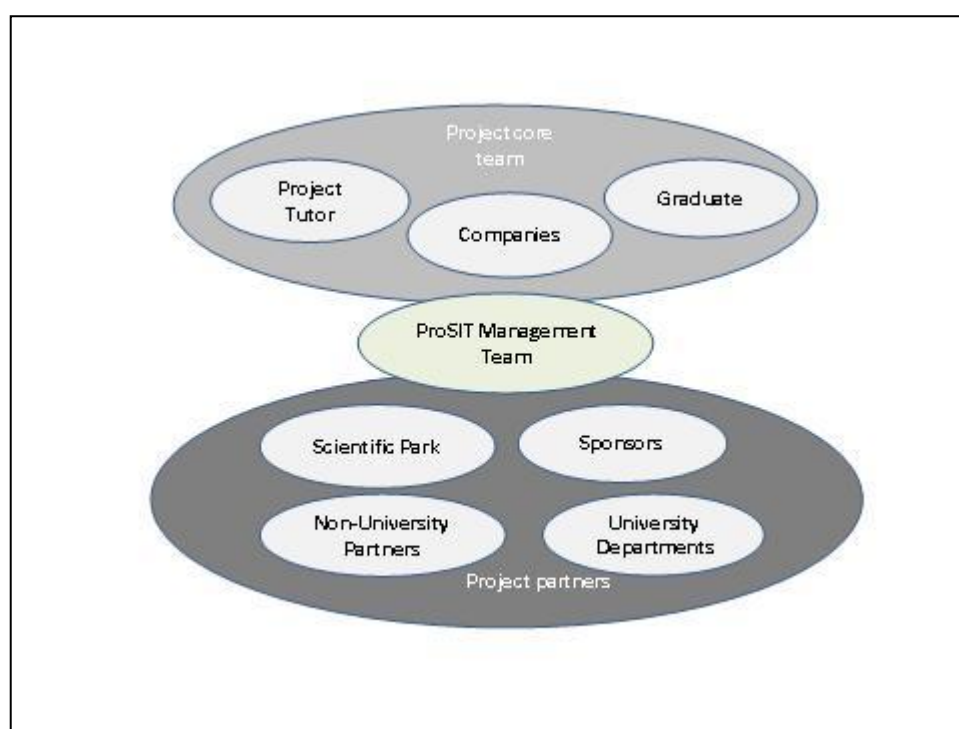 Project core
team
Project
Tutor
Companies
Graduate
ProSIT Management
Team
Scientific Park
Sponsors
Non-University
Partners
University
Departments
Project partners